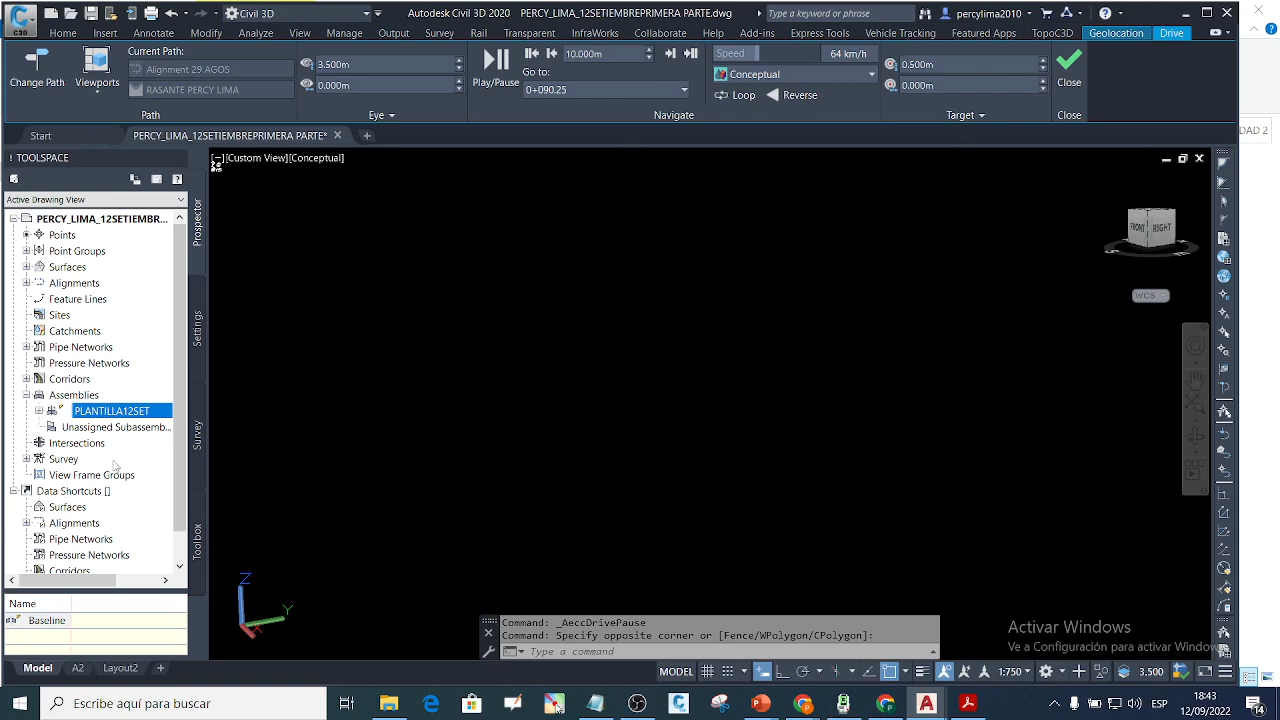 C3D
Civil 3D
Autodesk Civil 3D 2020
PERCY_LIMA_12SETIEMBREPRIMERA PARTE.dwg
Type a keyword or phrase
percylima2010
Home
Insert
Annotate
Modify
Analyze
View
Manage
Output
Survey
Rail
Transparent
InfraWorks
Collaborate
Help
Add-ins
Express Tools
Vehicle Tracking
Feature Apps
TopoC3D
Geolocation
Drive
Change Path
Viewports
Current Path:
Alignment 29 AGOS
RASANTE PERCY LIMA
Path
3.500m
0.000m
Eye
Play/Pause
10.000m
Go to:
0+090.25
Navigate
Speed
64 km/h
Conceptual
Loop
Reverse
0.500m
0.000m
Target
Close
Close
DAD 2
Start
PERCY_LIMA_12SETIEMBREPRIMERA PARTE*
TOOLSPACE
Active Drawing View
PERCY_LIMA_12SETIEMBR...
Points
Point Groups
Surfaces
Alignments
Feature Lines
Sites
Catchments
Pipe Networks
Pressure Networks
Corridors
Assemblies
PLANTILLA12SET
Unassigned Subassemb...
Intersections
Survey
View Frame Groups
Data Shortcuts []
Surfaces
Alignments
Pipe Networks
Pressure Networks
Corridors
Name
Baseline
Prospector
Settings
Survey
Toolbox
[−][Custom View][Conceptual]
FRONT
RIGHT
WCS
Z
Y
X
Command: _AeccDrivePause
Command: Specify opposite corner or [Fence/WPolygon/CPolygon]:
Type a command
Activar Windows
Ve a Configuración para activar Windows.
Model
A2
Layout2
MODEL
1:750
3.500
Escribe aquí para buscar
ESP
18:43
12/09/2022